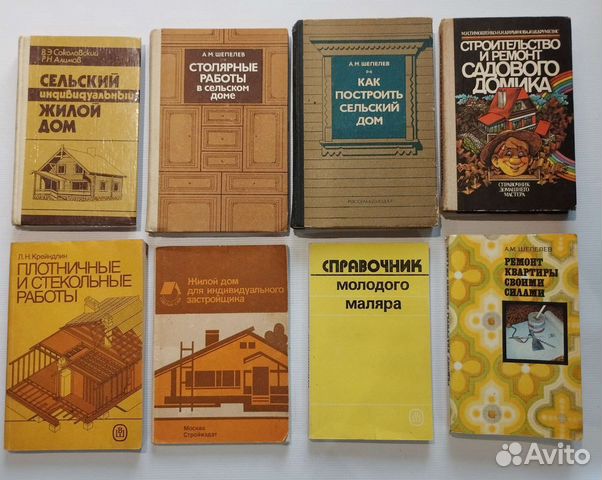 В.Э. Соколовский
Р.Н. Алимов
СЕЛЬСКИЙ
индивидуальный
ЖИЛОЙ
ДОМ
А.М. ШЕПЕЛЕВ
СТОЛЯРНЫЕ
РАБОТЫ
В СЕЛЬСКОМ
ДОМЕ
А.М. ШЕПЕЛЕВ
КАК
ПОСТРОИТЬ
СЕЛЬСКИЙ
ДОМ
РОССЕЛЬХОЗИЗДАТ
СТРОИТЕЛЬСТВО
И РЕМОНТ
САДОВОГО
ДОМИКА
СПРАВОЧНИК
ДОМАШНЕГО
МАСТЕРА
Л.Н. Крейндлин
ПЛОТНИЧНЫЕ
И СТЕКОЛЬНЫЕ
РАБОТЫ
Жилой дом
для индивидуального
застройщика
Москва
Стройиздат
СПРАВОЧНИК
молодого
маляра
А.М. ШЕПЕЛЕВ
РЕМОНТ
КВАРТИРЫ
СВОИМИ
СИЛАМИ
Avito